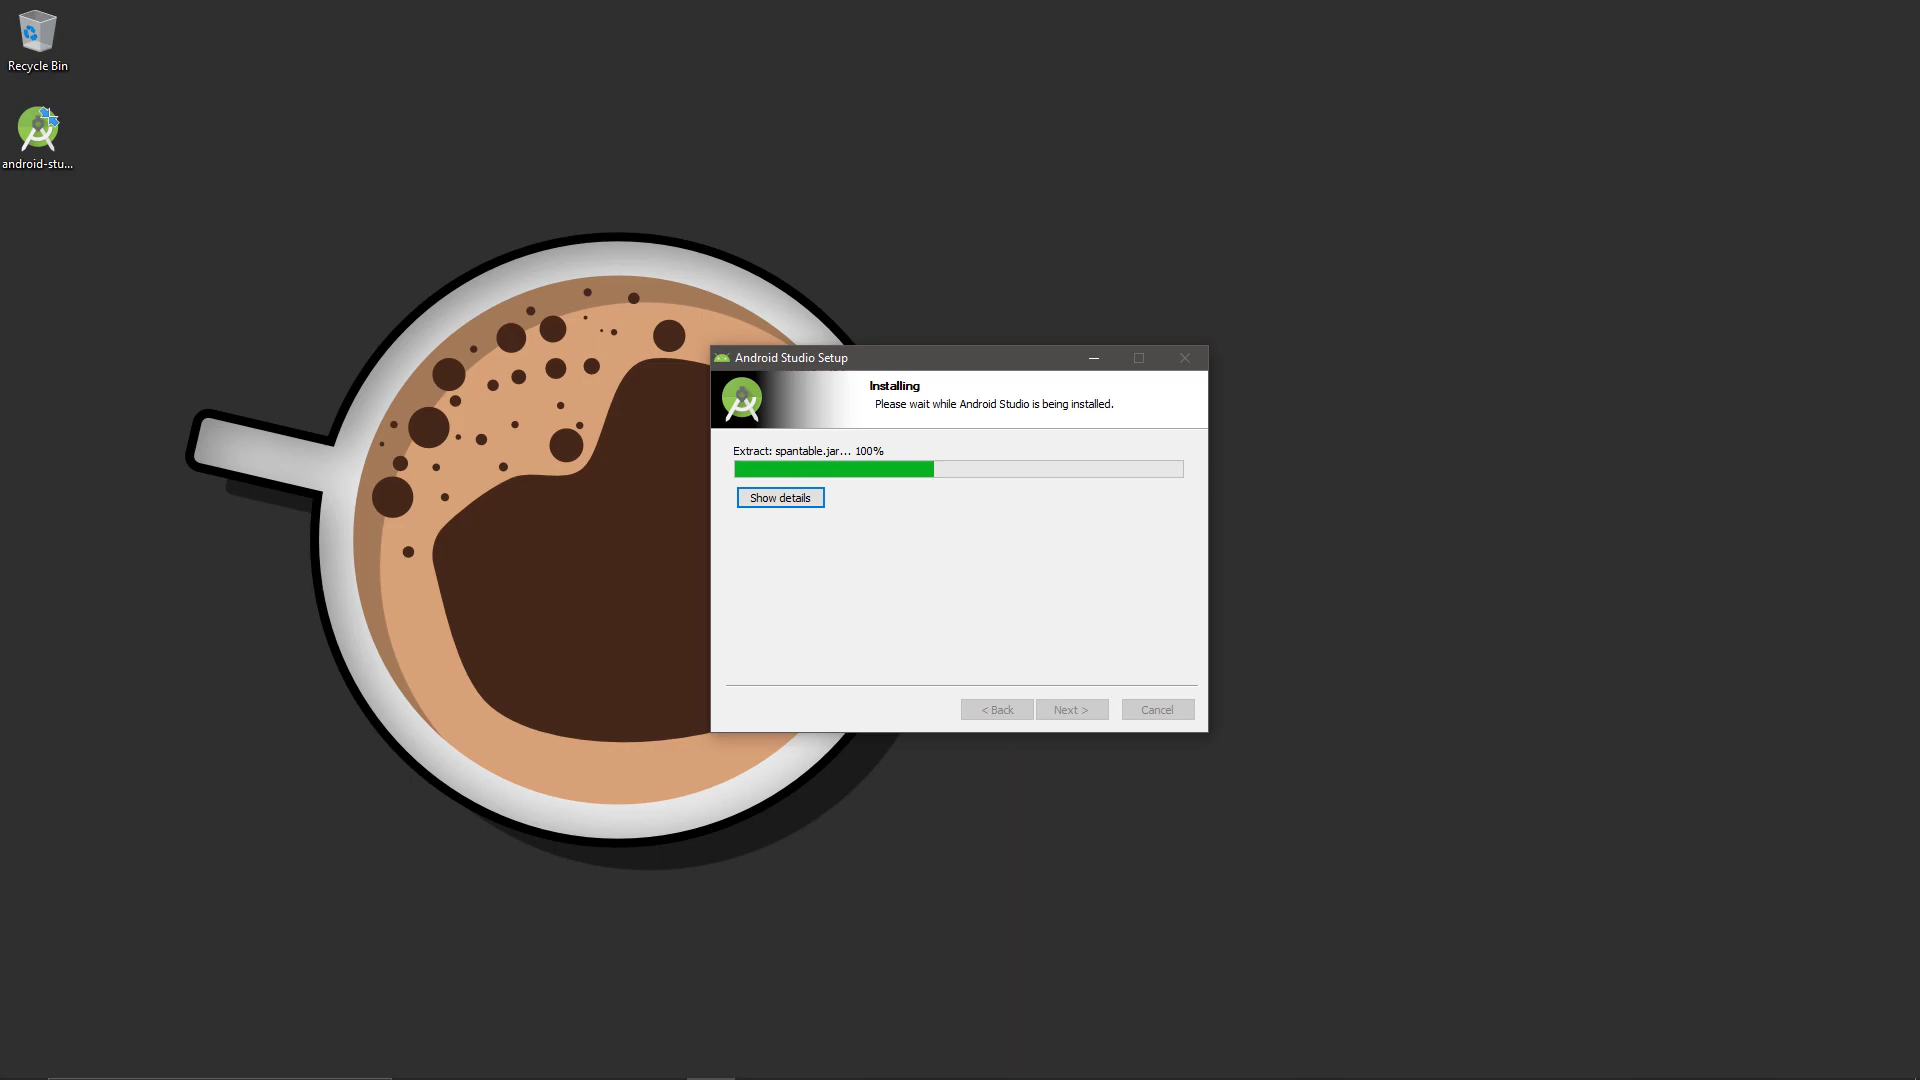 Recycle Bin
android-stu...
Android Studio Setup
Installing
Please wait while Android Studio is being installed.
Extract: spantable.jar... 100%
Show details
< Back
Next >
Cancel